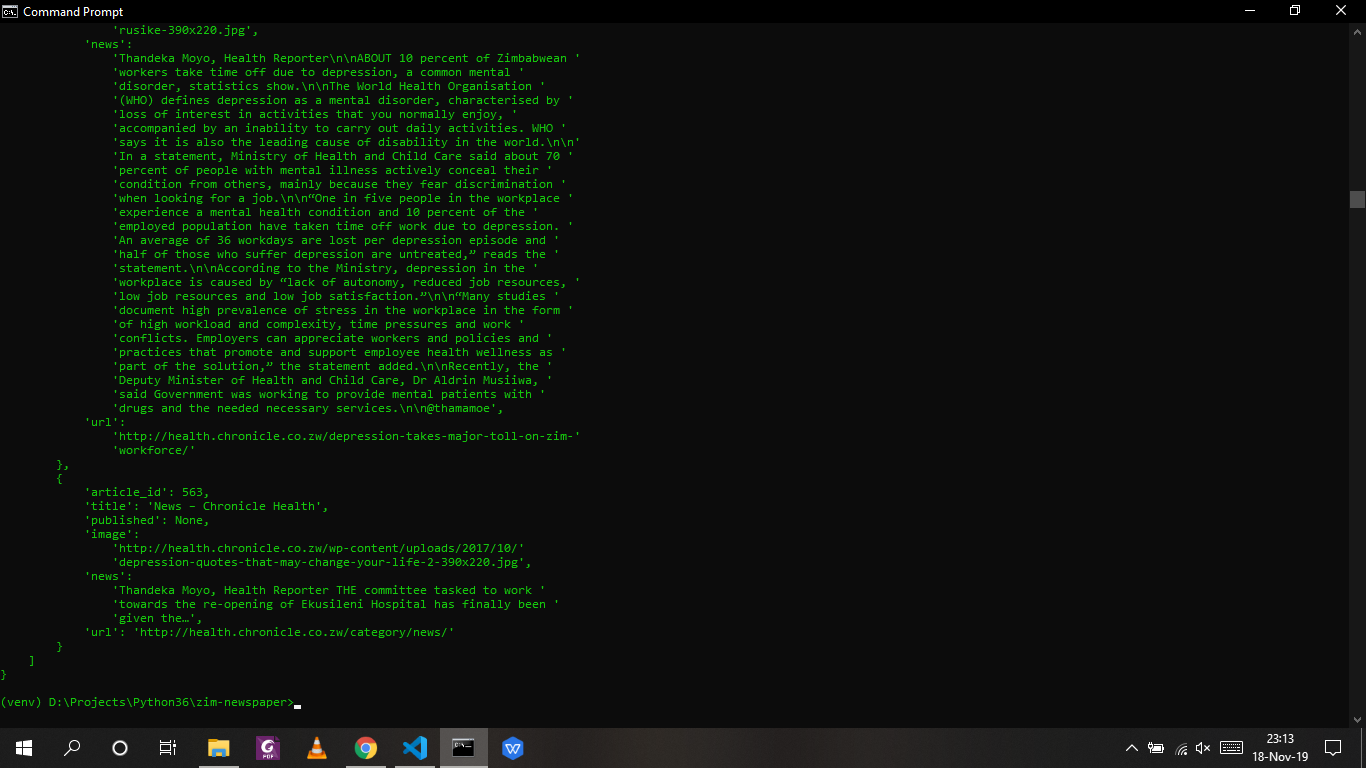 Command Prompt
'rusike-390x220.jpg',
'news':
'Thandeka Moyo, Health Reporter\n\nABOUT 10 percent of Zimbabwean '
'workers take time off due to depression, a common mental '
'disorder, statistics show.\n\nThe World Health Organisation '
'(WHO) defines depression as a mental disorder, characterised by '
'loss of interest in activities that you normally enjoy, '
'accompanied by an inability to carry out daily activities. WHO '
'says it is also the leading cause of disability in the world.\n\n'
'In a statement, Ministry of Health and Child Care said about 70 '
'percent of people with mental illness actively conceal their '
'condition from others, mainly because they fear discrimination '
'when looking for a job.\n\n“One in five people in the workplace '
'experience a mental health condition and 10 percent of the '
'employed population have taken time off work due to depression. '
'An average of 36 workdays are lost per depression episode and '
'half of those who suffer depression are untreated,” reads the '
'statement.\n\nAccording to the Ministry, depression in the '
'workplace is caused by “lack of autonomy, reduced job resources, '
'low job resources and low job satisfaction.”\n\n“Many studies '
'document high prevalence of stress in the workplace in the form '
'of high workload and complexity, time pressures and work '
'conflicts. Employers can appreciate workers and policies and '
'practices that promote and support employee health wellness as '
'part of the solution,” the statement added.\n\nRecently, the '
'Deputy Minister of Health and Child Care, Dr Aldrin Musiiwa, '
'said Government was working to provide mental patients with '
'drugs and the needed necessary services.\n\n@thamamoe',
'url':
'http://health.chronicle.co.zw/depression-takes-major-toll-on-zim-'
'workforce/'
},
{
'article_id': 563,
'title': 'News – Chronicle Health',
'published': None,
'image':
'http://health.chronicle.co.zw/wp-content/uploads/2017/10/'
'depression-quotes-that-may-change-your-life-2-390x220.jpg',
'news':
'Thandeka Moyo, Health Reporter THE committee tasked to work '
'towards the re-opening of Ekusileni Hospital has finally been '
'given the…',
'url': 'http://health.chronicle.co.zw/category/news/'
}
]
}
(venv) D:\Projects\Python36\zim-newspaper>
PDF
23:13
18-Nov-19